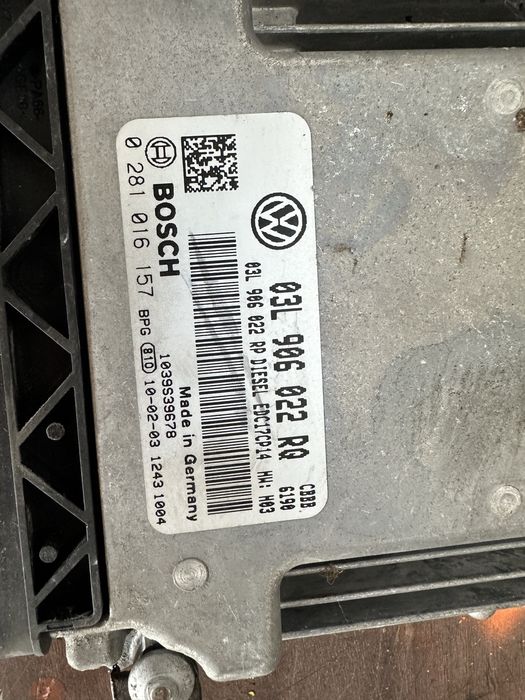 03L 906 022 RQ
CBBB.
6190
03L 906 022 RP DIESEL EDC17CP14 HW: H03
Made in Germany
1039S39678
BOSCH
0 281 016 157 BPG 81D 10-02-03 1243 1004